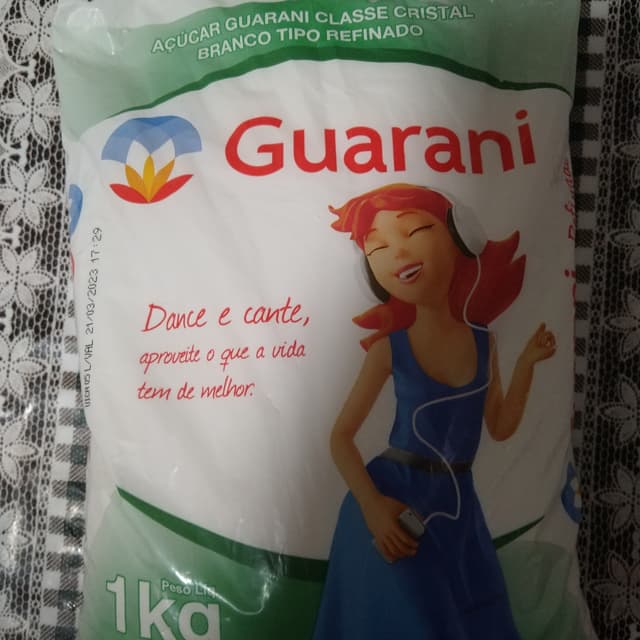 AÇÚCAR GUARANI CLASSE CRISTAL
BRANCO TIPO REFINADO
Guarani
Dance e cante,
aproveite o que a vida
tem de melhor.
VAL 21/03/2023 17:29
Peso
1kg